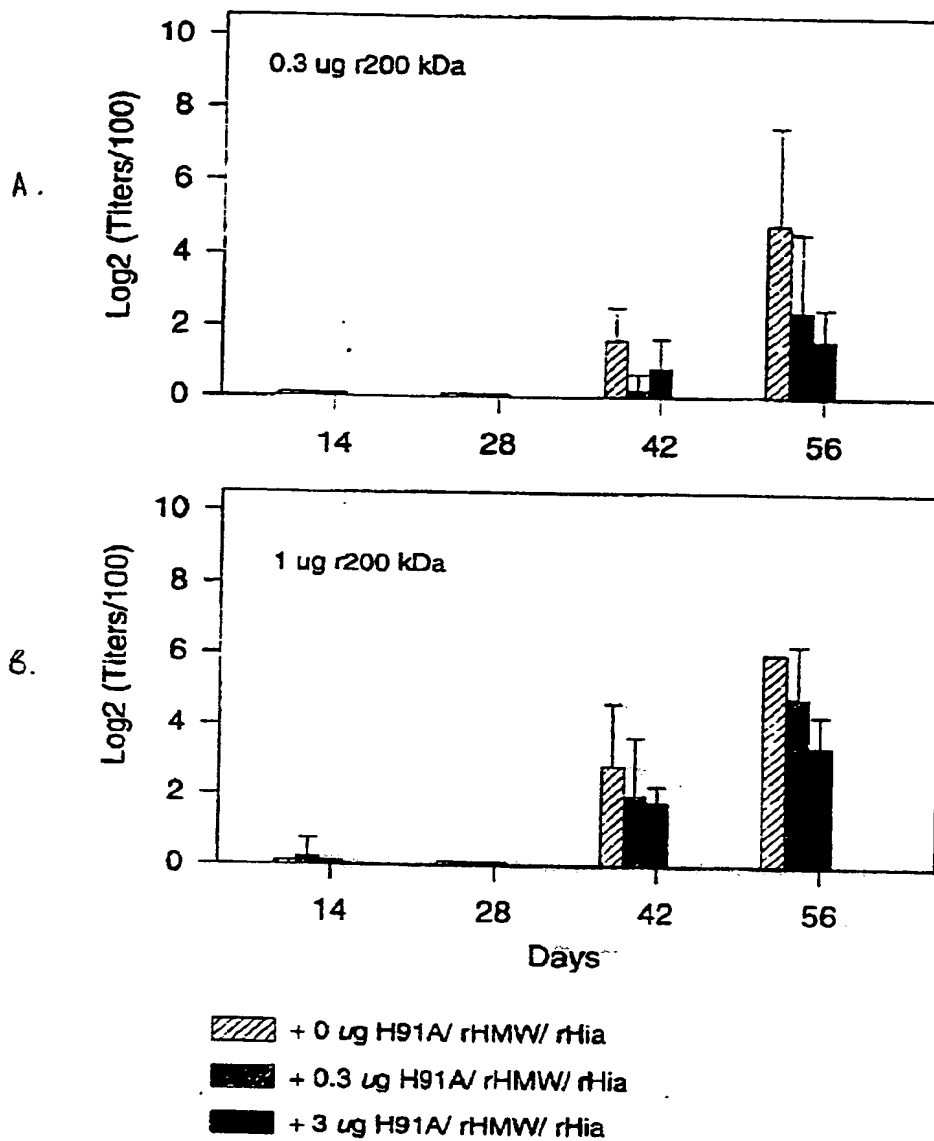 A.
Log2 (Titers/100)
10
8
6
4
2
0
0.3 ug r200 kDa
14 28 42 56
B.
Log2 (Titers/100)
10
8
6
4
2
0
1 ug r200 kDa
14 28 42 56
Days
+ 0 ug H91A/ rHMW/ rHia
+ 0.3 ug H91A/ rHMW/ rHia
+ 3 ug H91A/ rHMW/ rHia